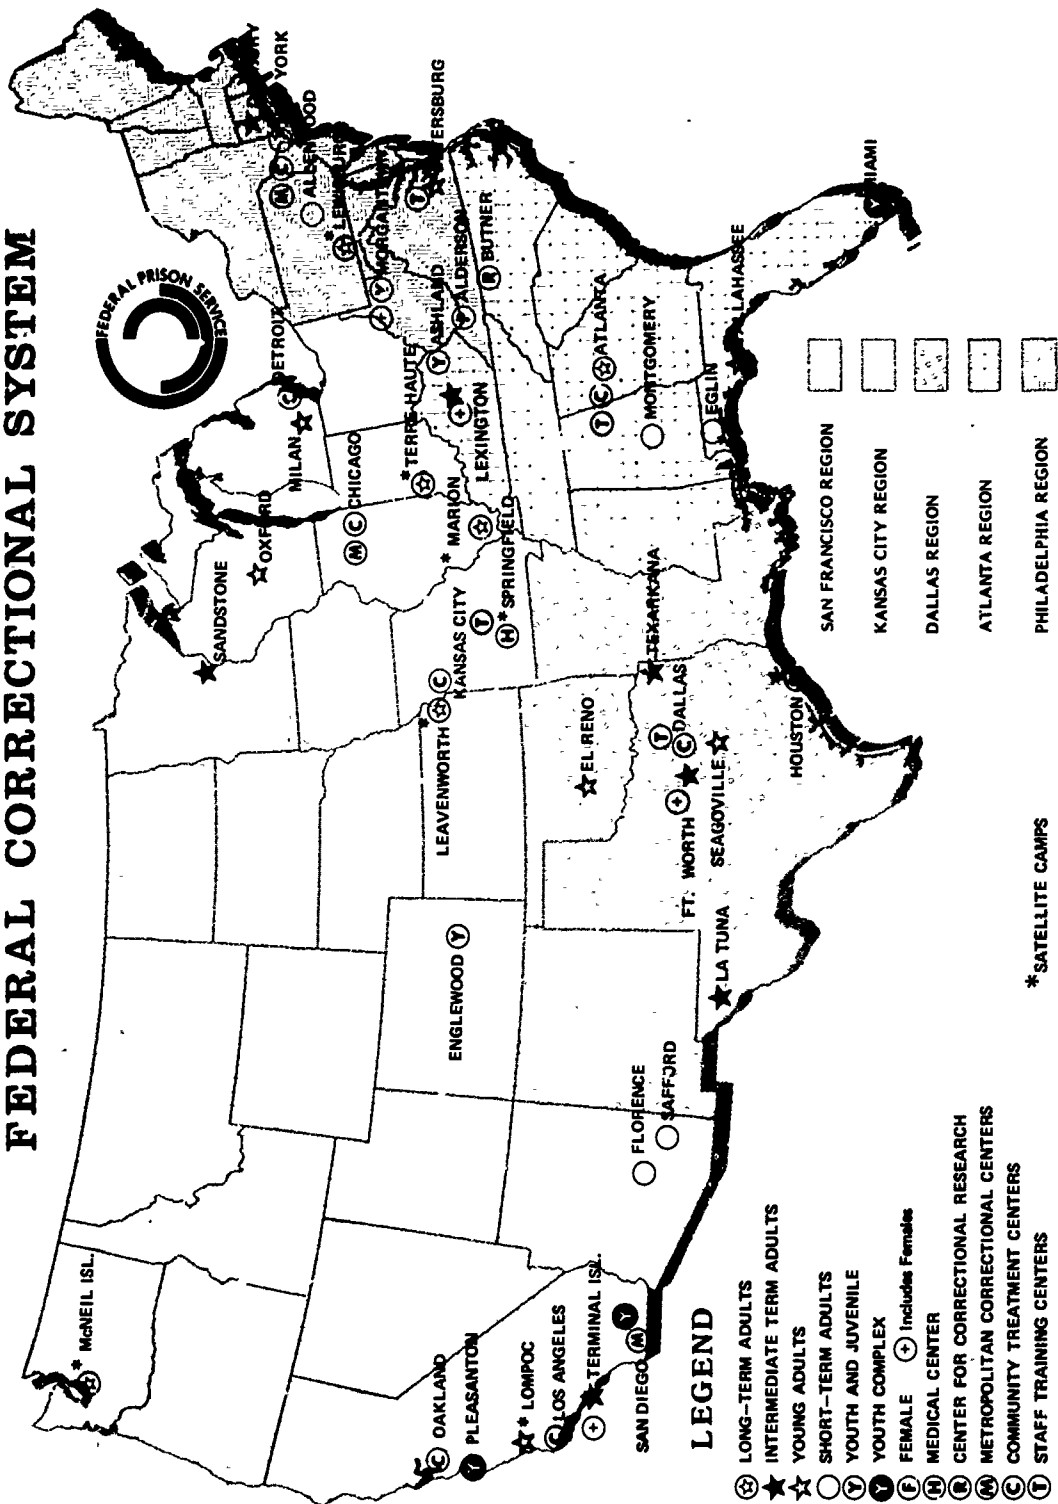 FEDERAL CORRECTIONAL SYSTEM
FEDERAL PRISON SERVICE
* McNEIL ISL.
SANDSTONE
OXFORD
MILAN
DETROIT
YORK
* LEWISBURG
MORGANTOWN
PETERSBURG
CHICAGO
M C
* TERRE HAUTE
Y ASHLAND
ALDERSON
R BUTNER
* MARION
LEXINGTON
H * SPRINGFIELD
T
KANSAS CITY
C
*
LEAVENWORTH
ENGLEWOOD Y
C OAKLAND
Y PLEASANTON
* LOMPOC
C LOS ANGELES
TERMINAL ISL.
Y
SAN DIEGO M
FLORENCE
SAFFORD
LA TUNA
EL RENO
FT. WORTH
T
C DALLAS
SEAGOVILLE
TEXARKANA
HOUSTON
T C ATLANTA
MONTGOMERY
EGLIN
TALLAHASSEE
MIAMI
LEGEND
LONG-TERM ADULTS
INTERMEDIATE TERM ADULTS
YOUNG ADULTS
SHORT-TERM ADULTS
Y YOUTH AND JUVENILE
Y YOUTH COMPLEX
F FEMALE + Includes Females
H MEDICAL CENTER
R CENTER FOR CORRECTIONAL RESEARCH
M METROPOLITAN CORRECTIONAL CENTERS
C COMMUNITY TREATMENT CENTERS
T STAFF TRAINING CENTERS
*SATELLITE CAMPS
SAN FRANCISCO REGION
KANSAS CITY REGION
DALLAS REGION
ATLANTA REGION
PHILADELPHIA REGION